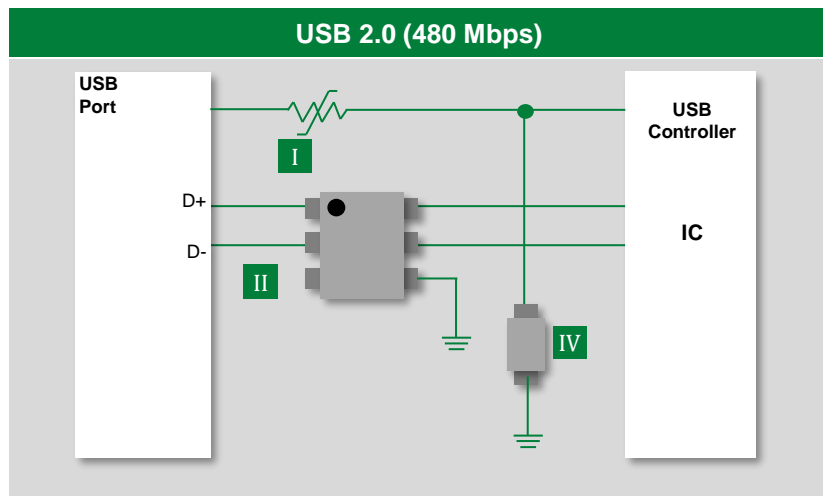 USB 2.0 (480 Mbps)
USB
Port
USB
Controller
I
D+
IC
D-
II
IV